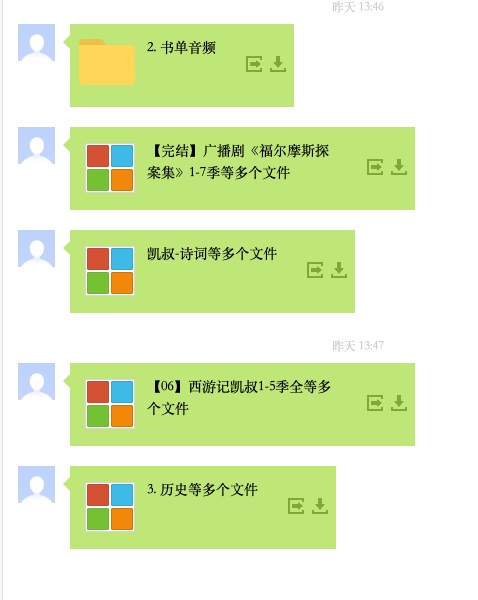 昨天 13:46
2. 书单音频
【完结】广播剧《福尔摩斯探
案集》1-7季等多个文件
凯叔-诗词等多个文件
昨天 13:47
【06】西游记凯叔1-5季全等多
个文件
3. 历史等多个文件